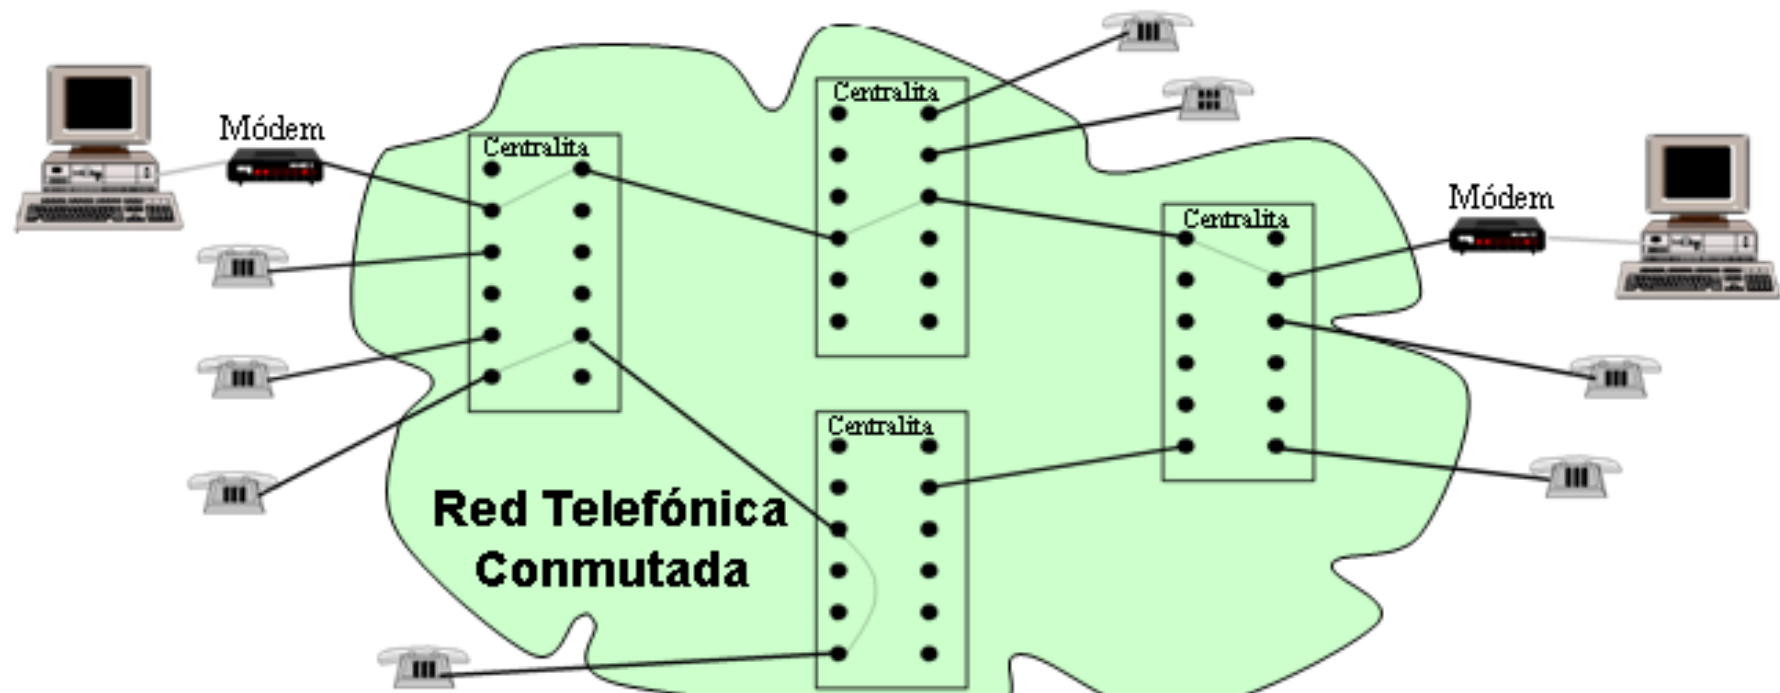 Centralita
Módem
Centralita
Módem
Centralita
Centralita
Red Telefónica
Conmutada